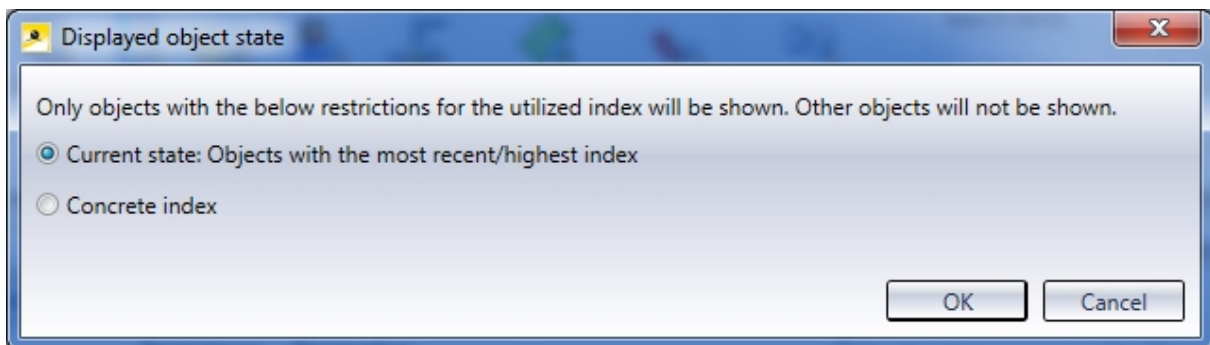 Displayed object state
Only objects with the below restrictions for the utilized index will be shown. Other objects will not be shown.
Current state: Objects with the most recent/highest index
Concrete index
OK Cancel